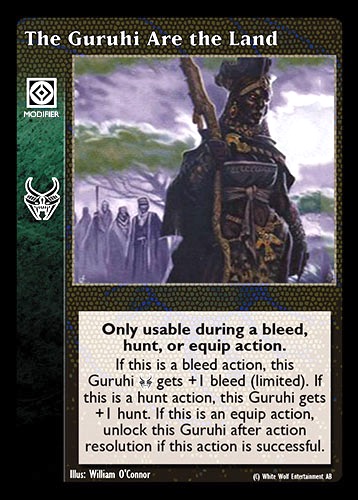 The Guruhi Are the Land
MODIFIER
Only usable during a bleed,
hunt, or equip action.
If this is a bleed action, this
Guruhi gets +1 bleed (limited). If
this is a hunt action, this Guruhi gets
+1 hunt. If this is an equip action,
unlock this Guruhi after action
resolution if this action is successful.
Illus: William O'Connor
(C) White Wolf Entertainment AB